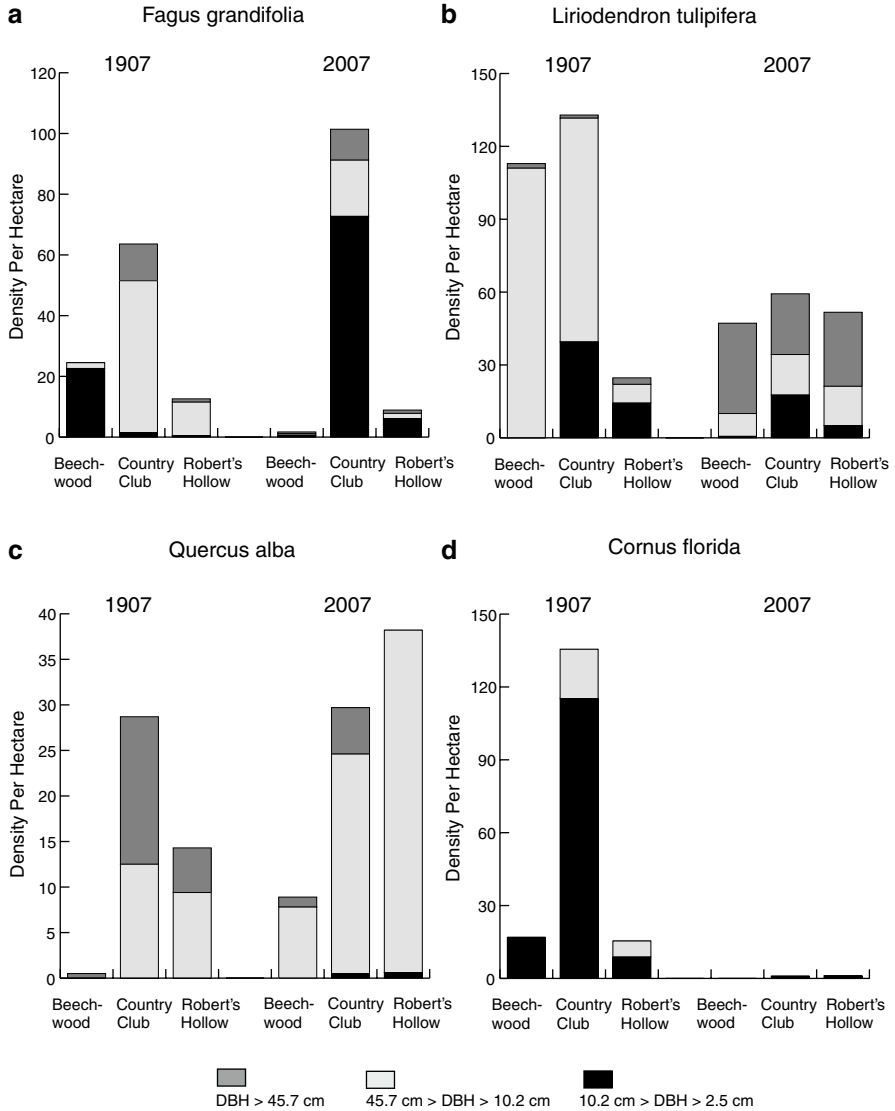 a
Fagus grandifolia
1907
2007
Density Per Hectare
120
100
80
60
40
20
0
Beech-
wood
Country
Club
Robert's
Hollow
Beech-
wood
Country
Club
Robert's
Hollow
b
Liriodendron tulipifera
1907
2007
Density Per Hectare
150
120
90
60
30
0
Beech-
wood
Country
Club
Robert's
Hollow
Beech-
wood
Country
Club
Robert's
Hollow
c
Quercus alba
1907
2007
Density Per Hectare
40
35
30
25
20
15
10
5
0
Beech-
wood
Country
Club
Robert's
Hollow
Beech-
wood
Country
Club
Robert's
Hollow
d
Cornus florida
1907
2007
Density Per Hectare
150
120
90
60
30
0
Beech-
wood
Country
Club
Robert's
Hollow
Beech-
wood
Country
Club
Robert's
Hollow
DBH > 45.7 cm
45.7 cm > DBH > 10.2 cm
10.2 cm > DBH > 2.5 cm